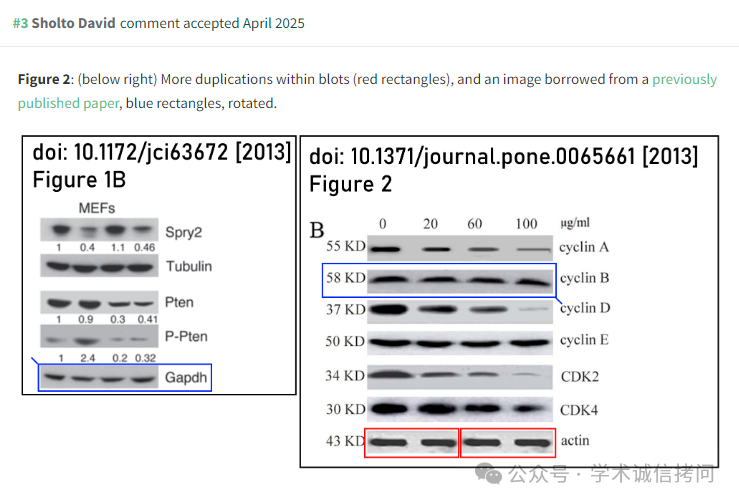 #3 Sholto David comment accepted April 2025
Figure 2: (below right) More duplications within blots (red rectangles), and an image borrowed from a previously
published paper, blue rectangles, rotated.
doi: 10.1172/jci63672 [2013]
Figure 1B
MEFs
Spry2
1 0.4 1.1 0.46
Tubulin
Pten
1 0.9 0.3 0.41
P-Pten
1 2.4 0.2 0.32
Gapdh
doi: 10.1371/journal.pone.0065661 [2013]
Figure 2
B 0 20 60 100 μg/ml
55 KD cyclin A
58 KD cyclin B
37 KD cyclin D
50 KD cyclin E
34 KD CDK2
30 KD CDK4
43 KD actin
公众号 · 学术诚信拷问